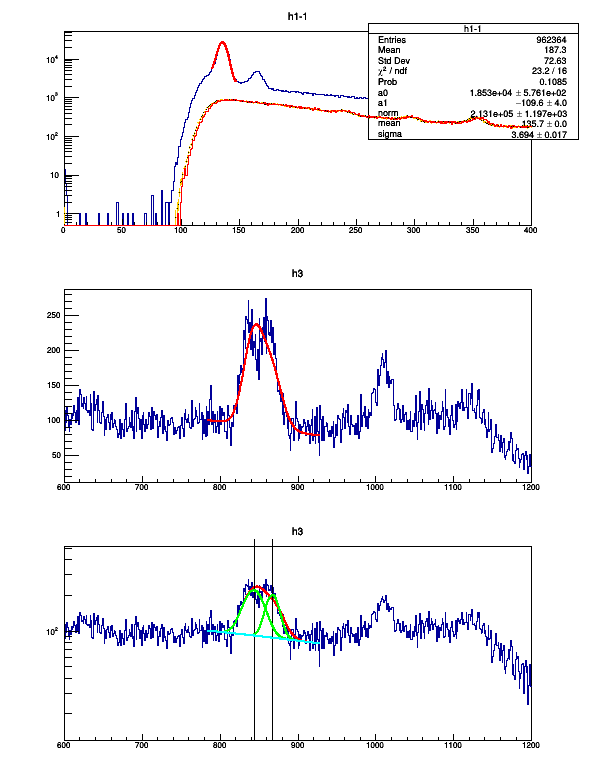 h1-1
h1-1
Entries 962364
Mean 187.3
Std Dev 72.63
χ² / ndf 23.2 / 16
Prob 0.1085
a0 1.853e+04 ± 5.761e+02
a1 −109.6 ± 4.0
norm 2.131e+05 ± 1.197e+03
mean 135.7 ± 0.0
sigma 3.694 ± 0.017
10⁴
10³
10²
10
1
0 50 100 150 200 250 300 350 400
h3
250
200
150
100
50
600 700 800 900 1000 1100 1200
h3
10²
600 700 800 900 1000 1100 1200